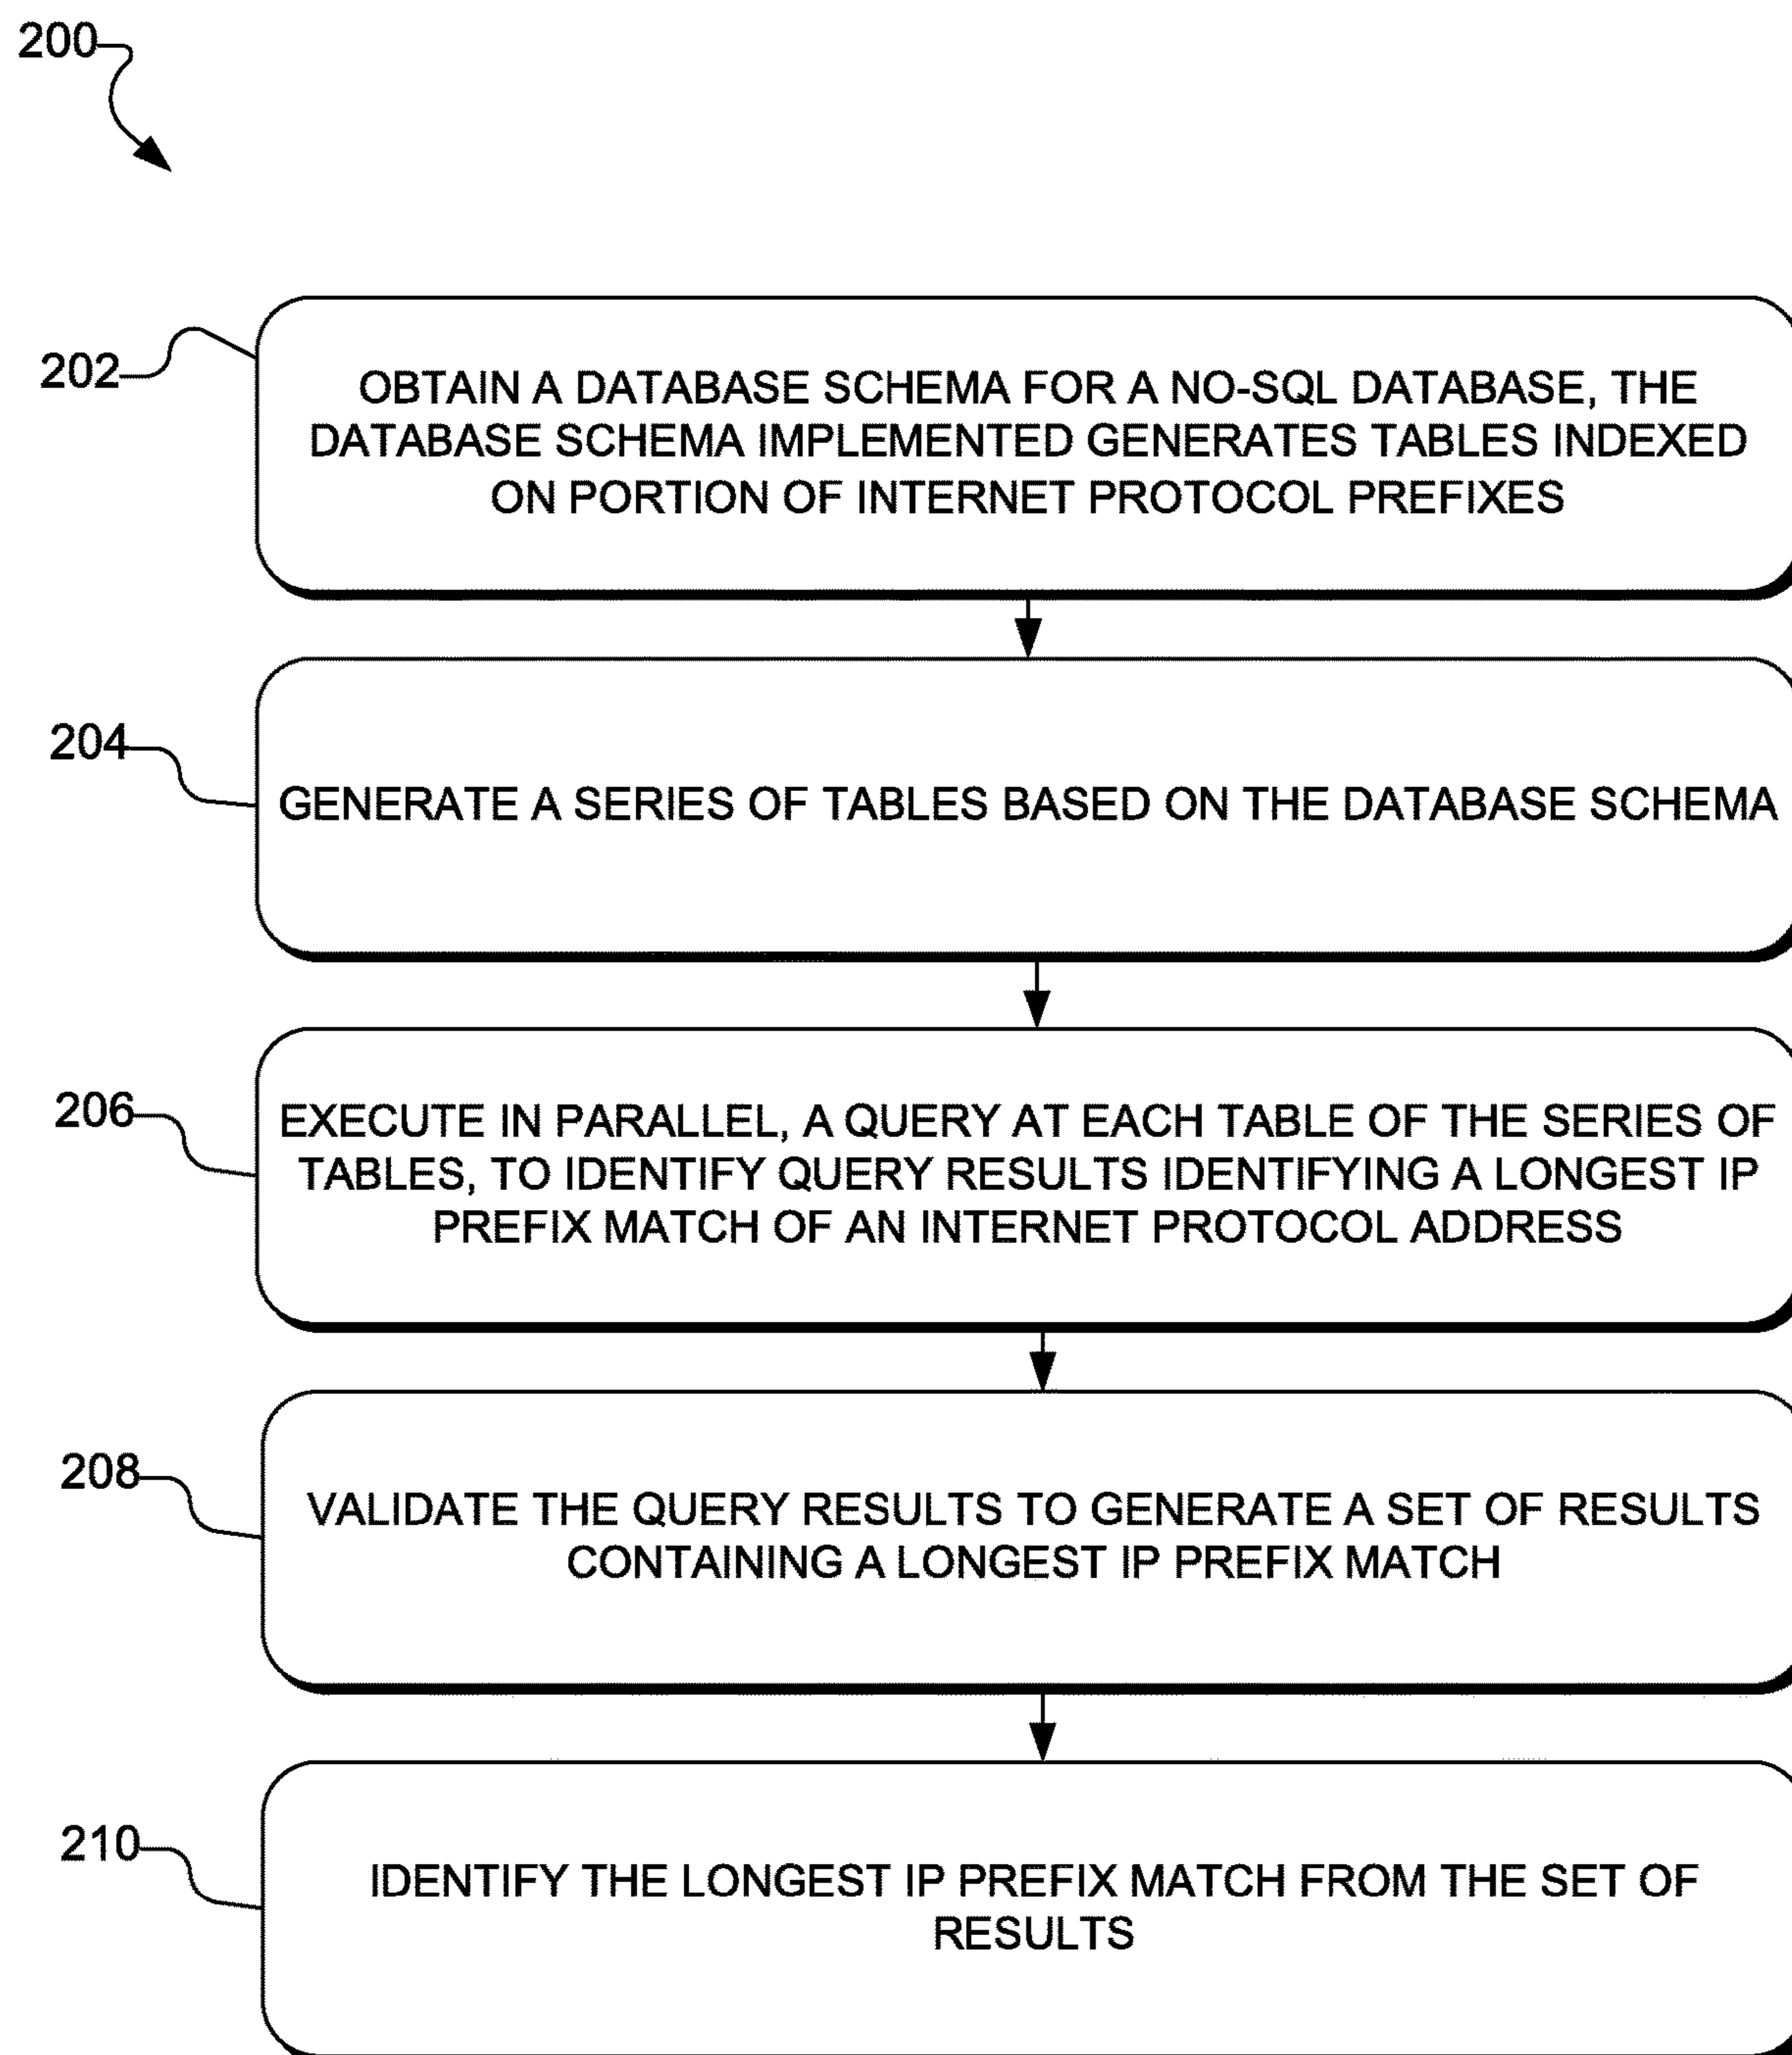 200
202
OBTAIN A DATABASE SCHEMA FOR A NO-SQL DATABASE, THE
DATABASE SCHEMA IMPLEMENTED GENERATES TABLES INDEXED
ON PORTION OF INTERNET PROTOCOL PREFIXES
204
GENERATE A SERIES OF TABLES BASED ON THE DATABASE SCHEMA
206
EXECUTE IN PARALLEL, A QUERY AT EACH TABLE OF THE SERIES OF
TABLES, TO IDENTIFY QUERY RESULTS IDENTIFYING A LONGEST IP
PREFIX MATCH OF AN INTERNET PROTOCOL ADDRESS
208
VALIDATE THE QUERY RESULTS TO GENERATE A SET OF RESULTS
CONTAINING A LONGEST IP PREFIX MATCH
210
IDENTIFY THE LONGEST IP PREFIX MATCH FROM THE SET OF
RESULTS